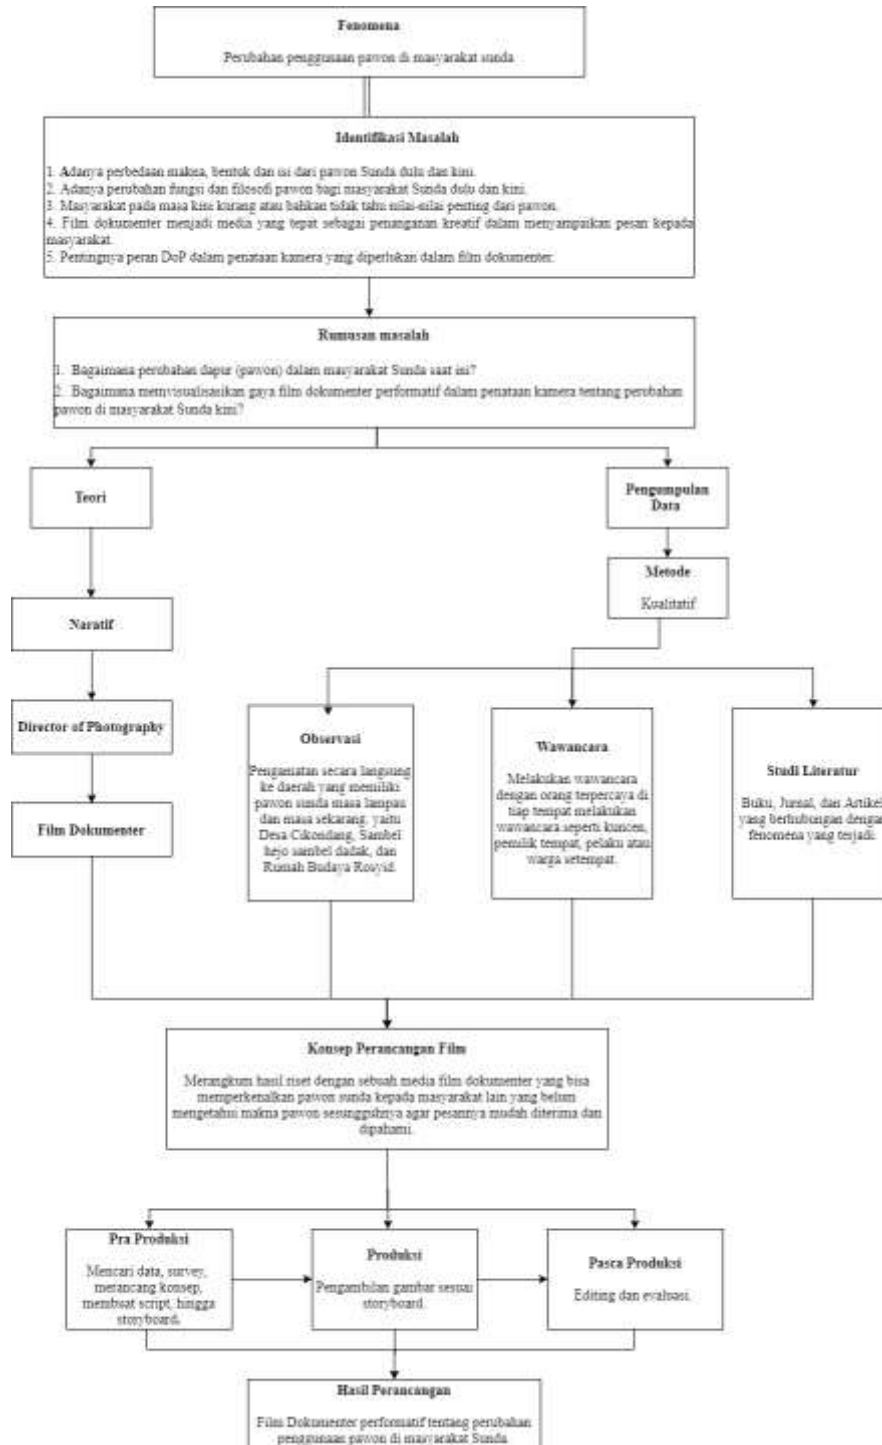 Fenomena
Perubahan penggunaan pawon di masyarakat sunda
Identifikasi Masalah
1. Adanya perbedaan makna, bentuk dan isi dari pawon Sunda dulu dan kini.
2. Adanya perubahan fungsi dan filosofi pawon bagi masyarakat Sunda dulu dan kini.
3. Masyarakat pada masa kini kurang atau bahkan tidak tahu nilai-nilai penting dari pawon.
4. Film dokumenter menjadi media yang tepat sebagai penanganan kreatif dalam menyampaikan pesan kepada
masyarakat.
5. Pentingnya peran DoP dalam penataan kamera yang diperlukan dalam film dokumenter.
Rumusan masalah
1. Bagaimana perubahan dapur (pawon) dalam masyarakat Sunda saat ini?
2. Bagaimana memvisualisasikan gaya film dokumenter performatif dalam penataan kamera tentang perubahan
pawon di masyarakat Sunda kini?
Teori
Naratif
Director of Photography
Film Dokumenter
Pengumpulan
Data
Metode
Kualitatif
Observasi
Pengamatan secara langsung
ke daerah yang memiliki
pawon sunda masa lampau
dan masa sekarang, yaitu
Desa Cikondang, Sambel
hejo sambel dadak, dan
Rumah Budaya Rosyid.
Wawancara
Melakukan wawancara
dengan orang terpercaya di
tiap tempat melakukan
wawancara seperti kuncen,
pemilik tempat, pelaku atau
warga setempat.
Studi Literatur
Buku, Jurnal, dan Artikel
yang berhubungan dengan
fenomena yang terjadi.
Konsep Perancangan Film
Merangkum hasil riset dengan sebuah media film dokumenter yang bisa
memperkenalkan pawon sunda kepada masyarakat lain yang belum
mengetahui makna pawon sesungguhnya agar pesannya mudah diterima dan
dipahami.
Pra Produksi
Mencari data, survey,
merancang konsep,
membuat script, hingga
storyboard.
Produksi
Pengambilan gambar sesuai
storyboard.
Pasca Produksi
Editing dan evaluasi.
Hasil Perancangan
Film Dokumenter performatif tentang perubahan
penggunaan pawon di masyarakat Sunda